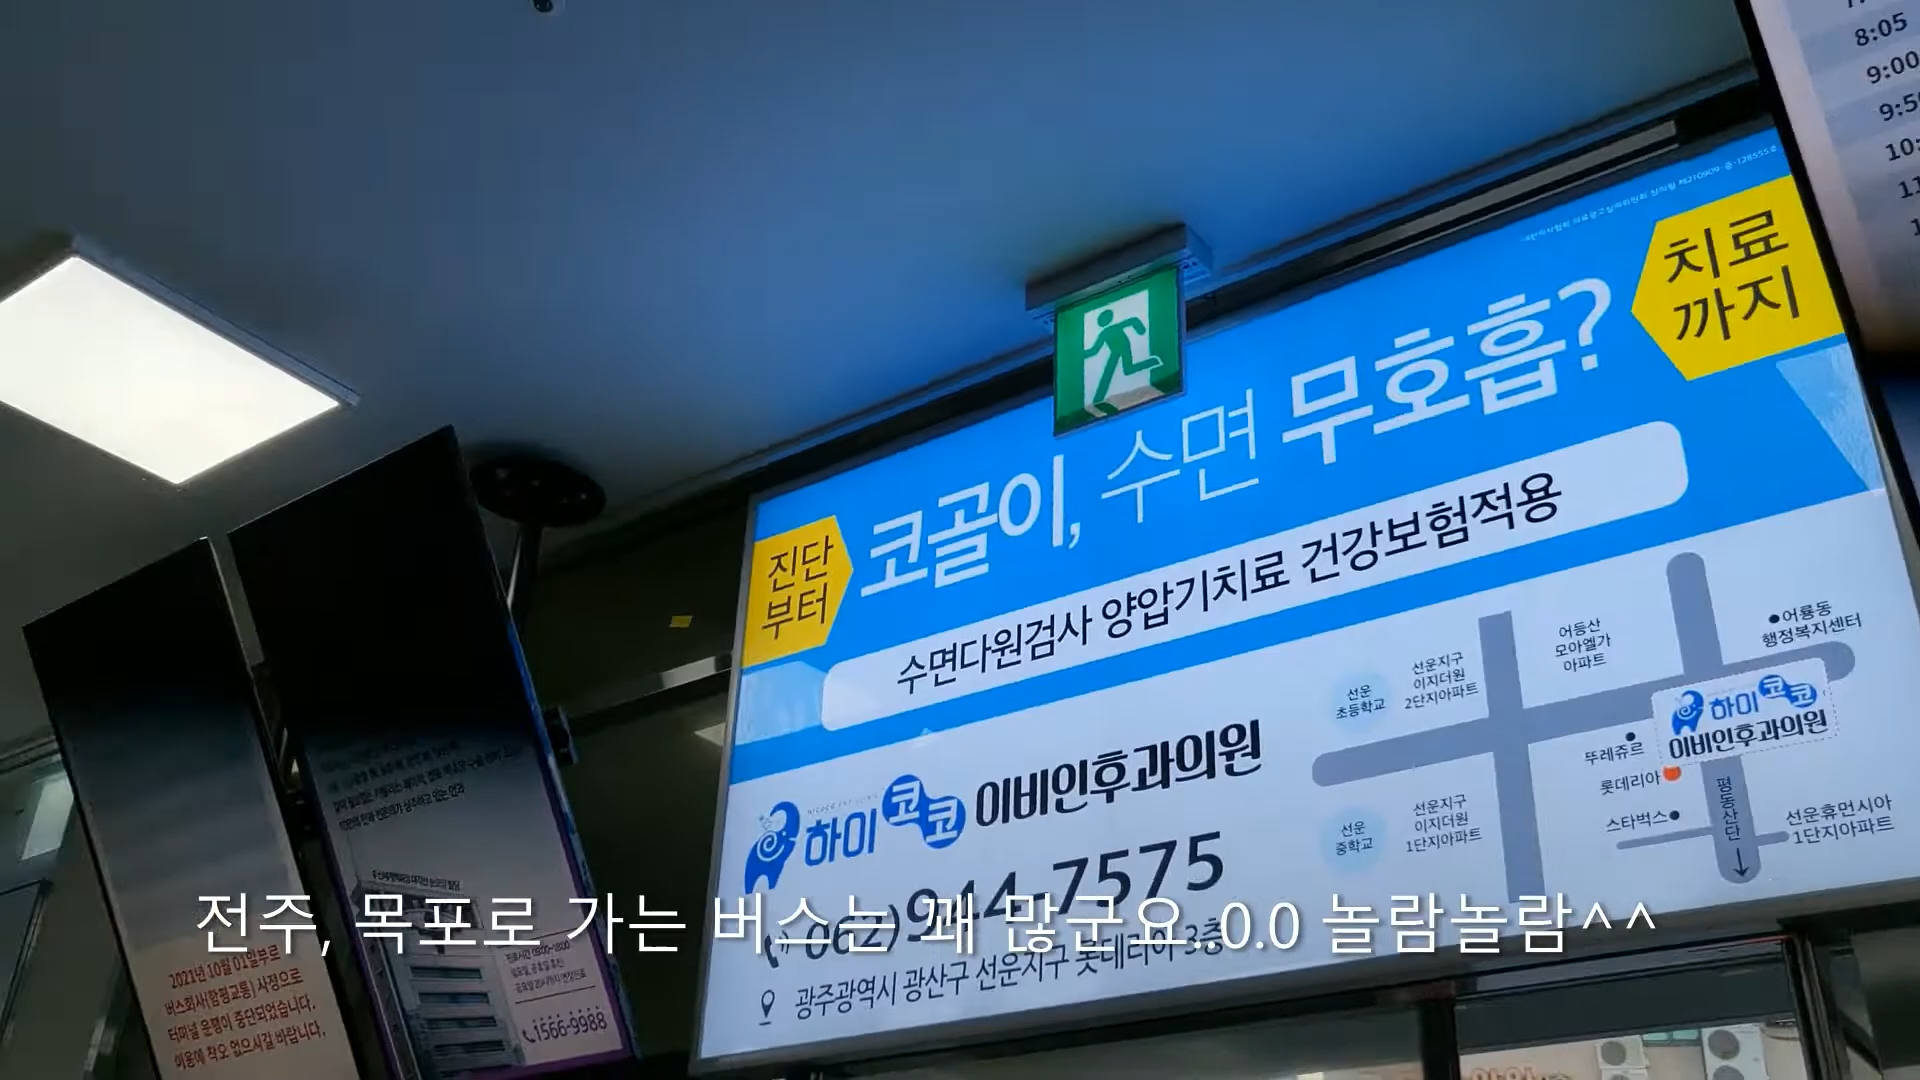 8:05
9:00
치료
까지
코골이, 수면 무호흡?
진단
부터
수면다원검사 양압기치료 건강보험적용
어룡동
행정복지센터
어등산
모아엘가
아파트
선운지구
이지더원
2단지아파트
선운
초등학교
하이코코
이비인후과의원
뚜레쥬르
롯데리아
스타벅스
평동산단
선운휴먼시아
1단지아파트
선운지구
이지더원
1단지아파트
선운
중학교
하이코코 이비인후과의원
062)944-7575
광주광역시 광산구 선운지구 롯데리아 3층
전주, 목포로 가는 버스는 꽤 많군요..0.0 놀람놀람^^
2021년 10월 01일부로
버스회사(함평교통) 사정으로
터미널 운행이 중단되었습니다.
이용에 착오 없으시길 바랍니다.
1566-9988